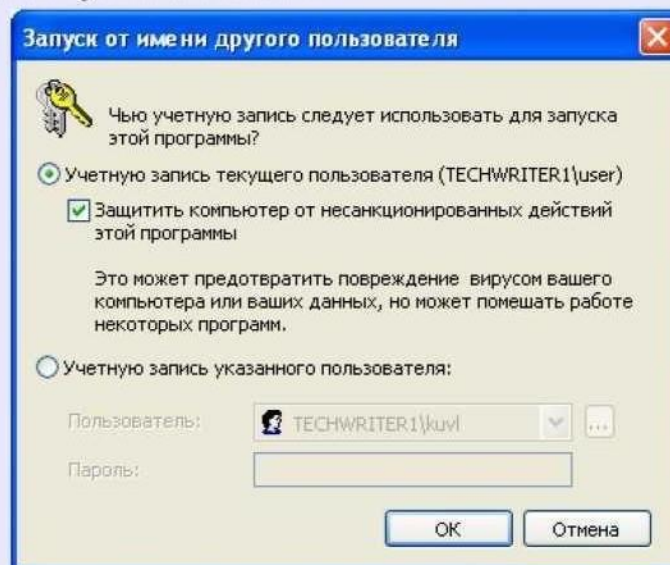 Запуск от имени другого пользователя
Чью учетную запись следует использовать для запуска
этой программы?
Учетную запись текущего пользователя (TECHWRITER1\user)
Защитить компьютер от несанкционированных действий
этой программы
Это может предотвратить повреждение вирусом вашего
компьютера или ваших данных, но может помешать работе
некоторых программ.
Учетную запись указанного пользователя:
Пользователь: TECHWRITER1\kuvl ...
Пароль:
ОК Отмена